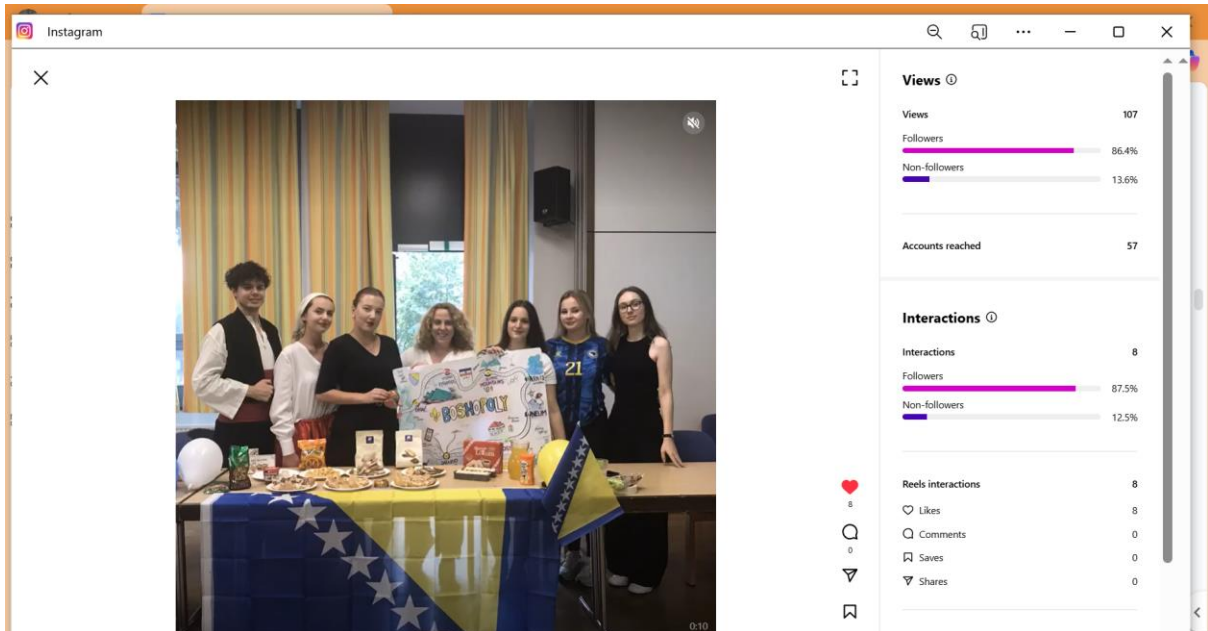 Instagram
Views
Views 107
Followers
86.4%
Non-followers
13.6%
Accounts reached 57
Interactions
Interactions 8
Followers
87.5%
Non-followers
12.5%
Reels interactions 8
Likes 8
Comments 0
Saves 0
Shares 0
8
0
0:10
21
BOSNOPOLY